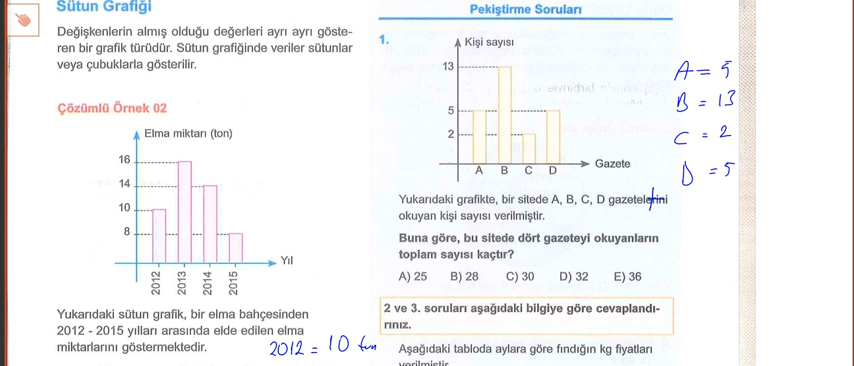 Sütun Grafiği
Değişkenlerin almış olduğu değerleri ayrı ayrı göste-
ren bir grafik türüdür. Sütun grafiğinde veriler sütunlar
veya çubuklarla gösterilir.
Çözümlü Örnek 02
Elma miktarı (ton)
16
14
10
8
2012
2013
2014
2015
Yıl
Yukarıdaki sütun grafik, bir elma bahçesinden
2012 - 2015 yılları arasında elde edilen elma
miktarlarını göstermektedir.
2012 = 10 ton
Pekiştirme Soruları
1.
Kişi sayısı
13
5
2
A B C D
Gazete
A = 5
B = 13
C = 2
D = 5
Yukarıdaki grafikte, bir sitede A, B, C, D gazetelerini
okuyan kişi sayısı verilmiştir.
Buna göre, bu sitede dört gazeteyi okuyanların
toplam sayısı kaçtır?
A) 25 B) 28 C) 30 D) 32 E) 36
2 ve 3. soruları aşağıdaki bilgiye göre cevaplandı-
rınız.
Aşağıdaki tabloda aylara göre fındığın kg fiyatları
verilmiştir